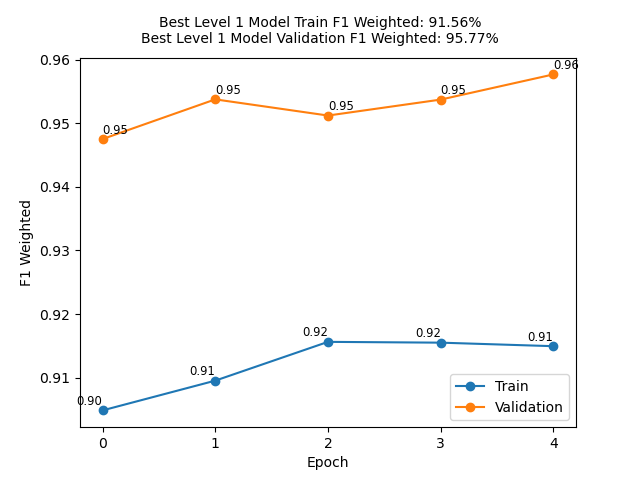 Best Level 1 Model Train F1 Weighted: 91.56%
Best Level 1 Model Validation F1 Weighted: 95.77%
0.96
0.95
0.94
0.93
0.92
0.91
F1 Weighted
0.95
0.95
0.95
0.95
0.96
0.90
0.91
0.92
0.92
0.91
Train
Validation
0 1 2 3 4
Epoch